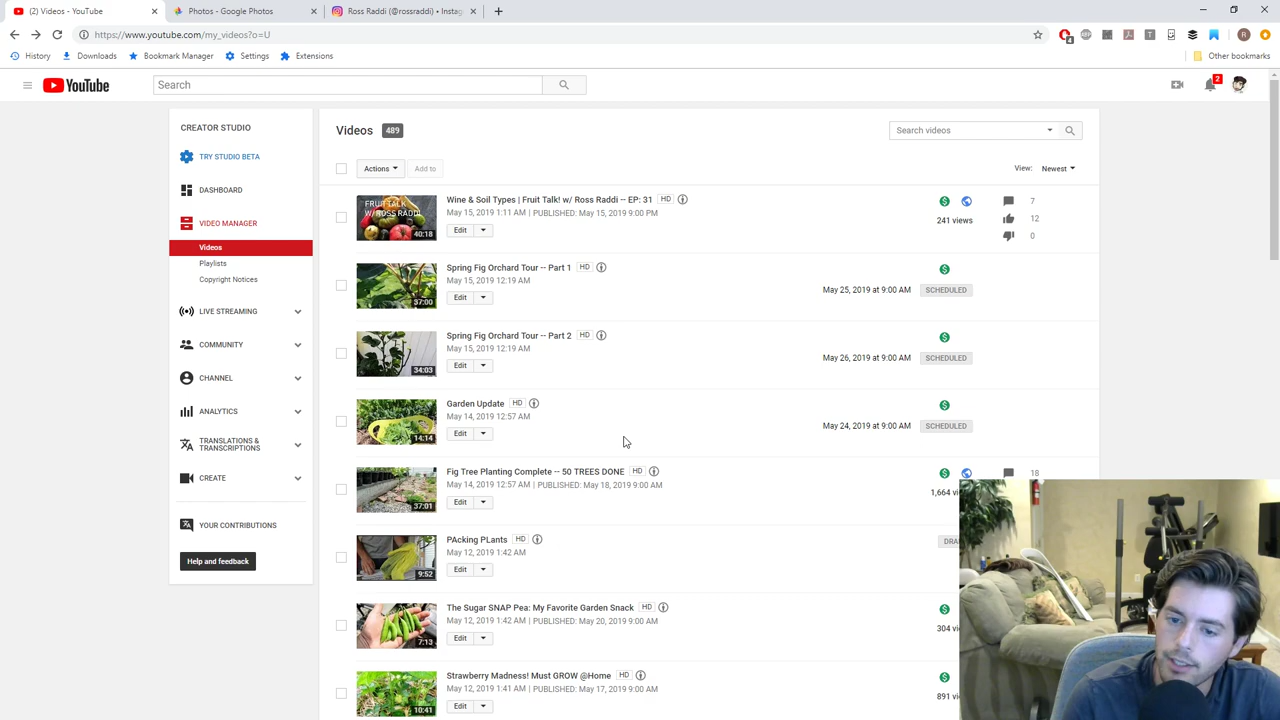 (2) Videos - YouTube
Photos - Google Photos
Ross Raddi (@rossraddi) • Instag
https://www.youtube.com/my_videos?o=U
History
Downloads
Bookmark Manager
Settings
Extensions
Other bookmarks
YouTube
Search
2
CREATOR STUDIO
TRY STUDIO BETA
DASHBOARD
VIDEO MANAGER
Videos
Playlists
Copyright Notices
LIVE STREAMING
COMMUNITY
CHANNEL
ANALYTICS
TRANSLATIONS &
TRANSCRIPTIONS
CREATE
YOUR CONTRIBUTIONS
Help and feedback
Videos 489
Search videos
Actions
Add to
View: Newest
FRUIT TALK
W/ ROSS RADDI
40:18
Wine & Soil Types | Fruit Talk! w/ Ross Raddi -- EP: 31 HD
May 15, 2019 1:11 AM | PUBLISHED: May 15, 2019 9:00 PM
Edit
241 views
7
12
0
37:00
Spring Fig Orchard Tour -- Part 1 HD
May 15, 2019 12:19 AM
Edit
May 25, 2019 at 9:00 AM SCHEDULED
34:03
Spring Fig Orchard Tour -- Part 2 HD
May 15, 2019 12:19 AM
Edit
May 26, 2019 at 9:00 AM SCHEDULED
14:14
Garden Update HD
May 14, 2019 12:57 AM
Edit
May 24, 2019 at 9:00 AM SCHEDULED
37:01
Fig Tree Planting Complete -- 50 TREES DONE HD
May 14, 2019 12:57 AM | PUBLISHED: May 18, 2019 9:00 AM
Edit
1,664 vi
18
9:52
PAcking PLants HD
May 12, 2019 1:42 AM
Edit
DRA
7:13
The Sugar SNAP Pea: My Favorite Garden Snack HD
May 12, 2019 1:42 AM | PUBLISHED: May 20, 2019 9:00 AM
Edit
304 vi
10:41
Strawberry Madness! Must GROW @Home HD
May 12, 2019 1:41 AM | PUBLISHED: May 17, 2019 9:00 AM
Edit
891 vi